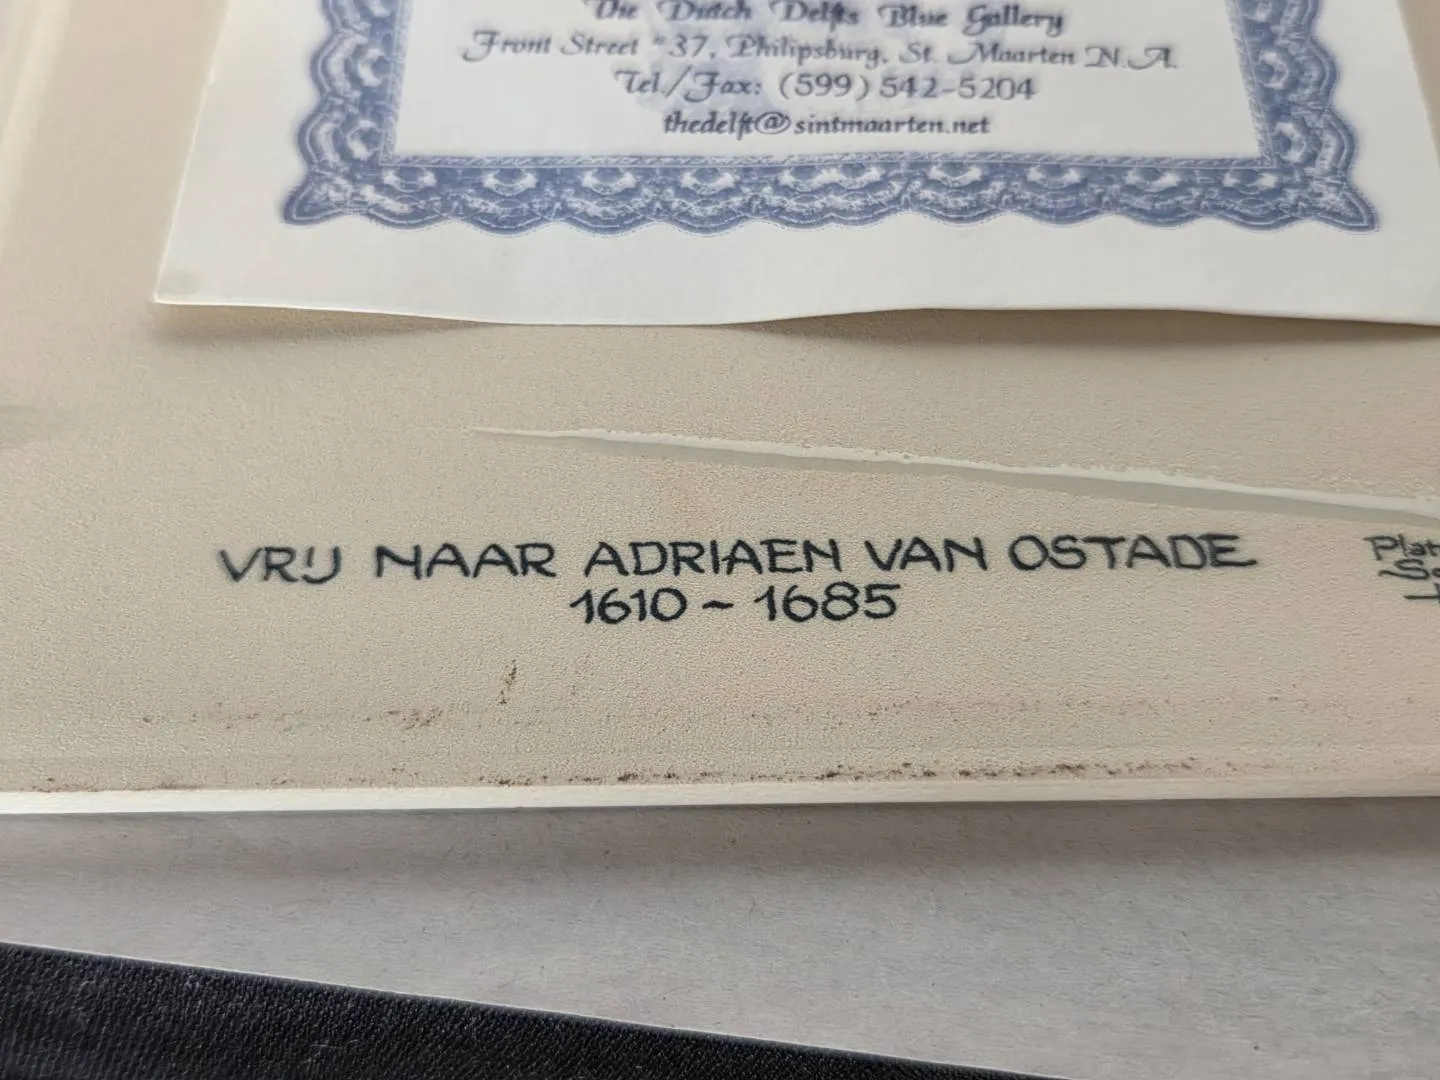 The Dutch Delfts Blue Gallery
Front Street #37, Philipsburg, St. Maarten N.A.
Tel./Fax: (599) 542-5204
thedelft@sintmaarten.net
VRIJ NAAR ADRIAEN VAN OSTADE
1610 ~ 1685